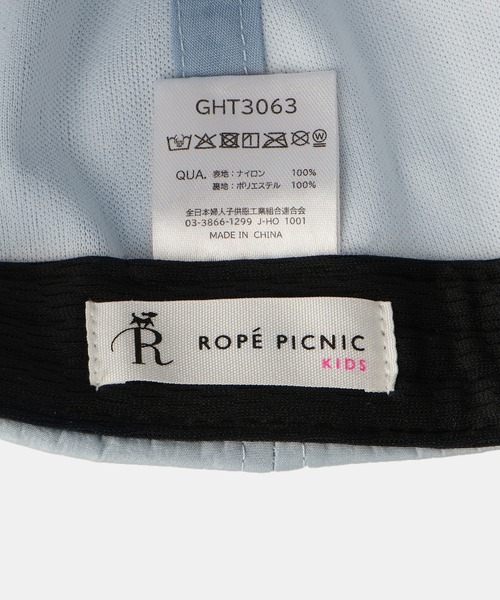 GHT3063
QUA. 表地：ナイロン 100%
裏地：ポリエステル 100%
全日本婦人子供服工業組合連合会
03-3866-1299 J-HO 1001
MADE IN CHINA
R ROPÉ PICNIC
KIDS